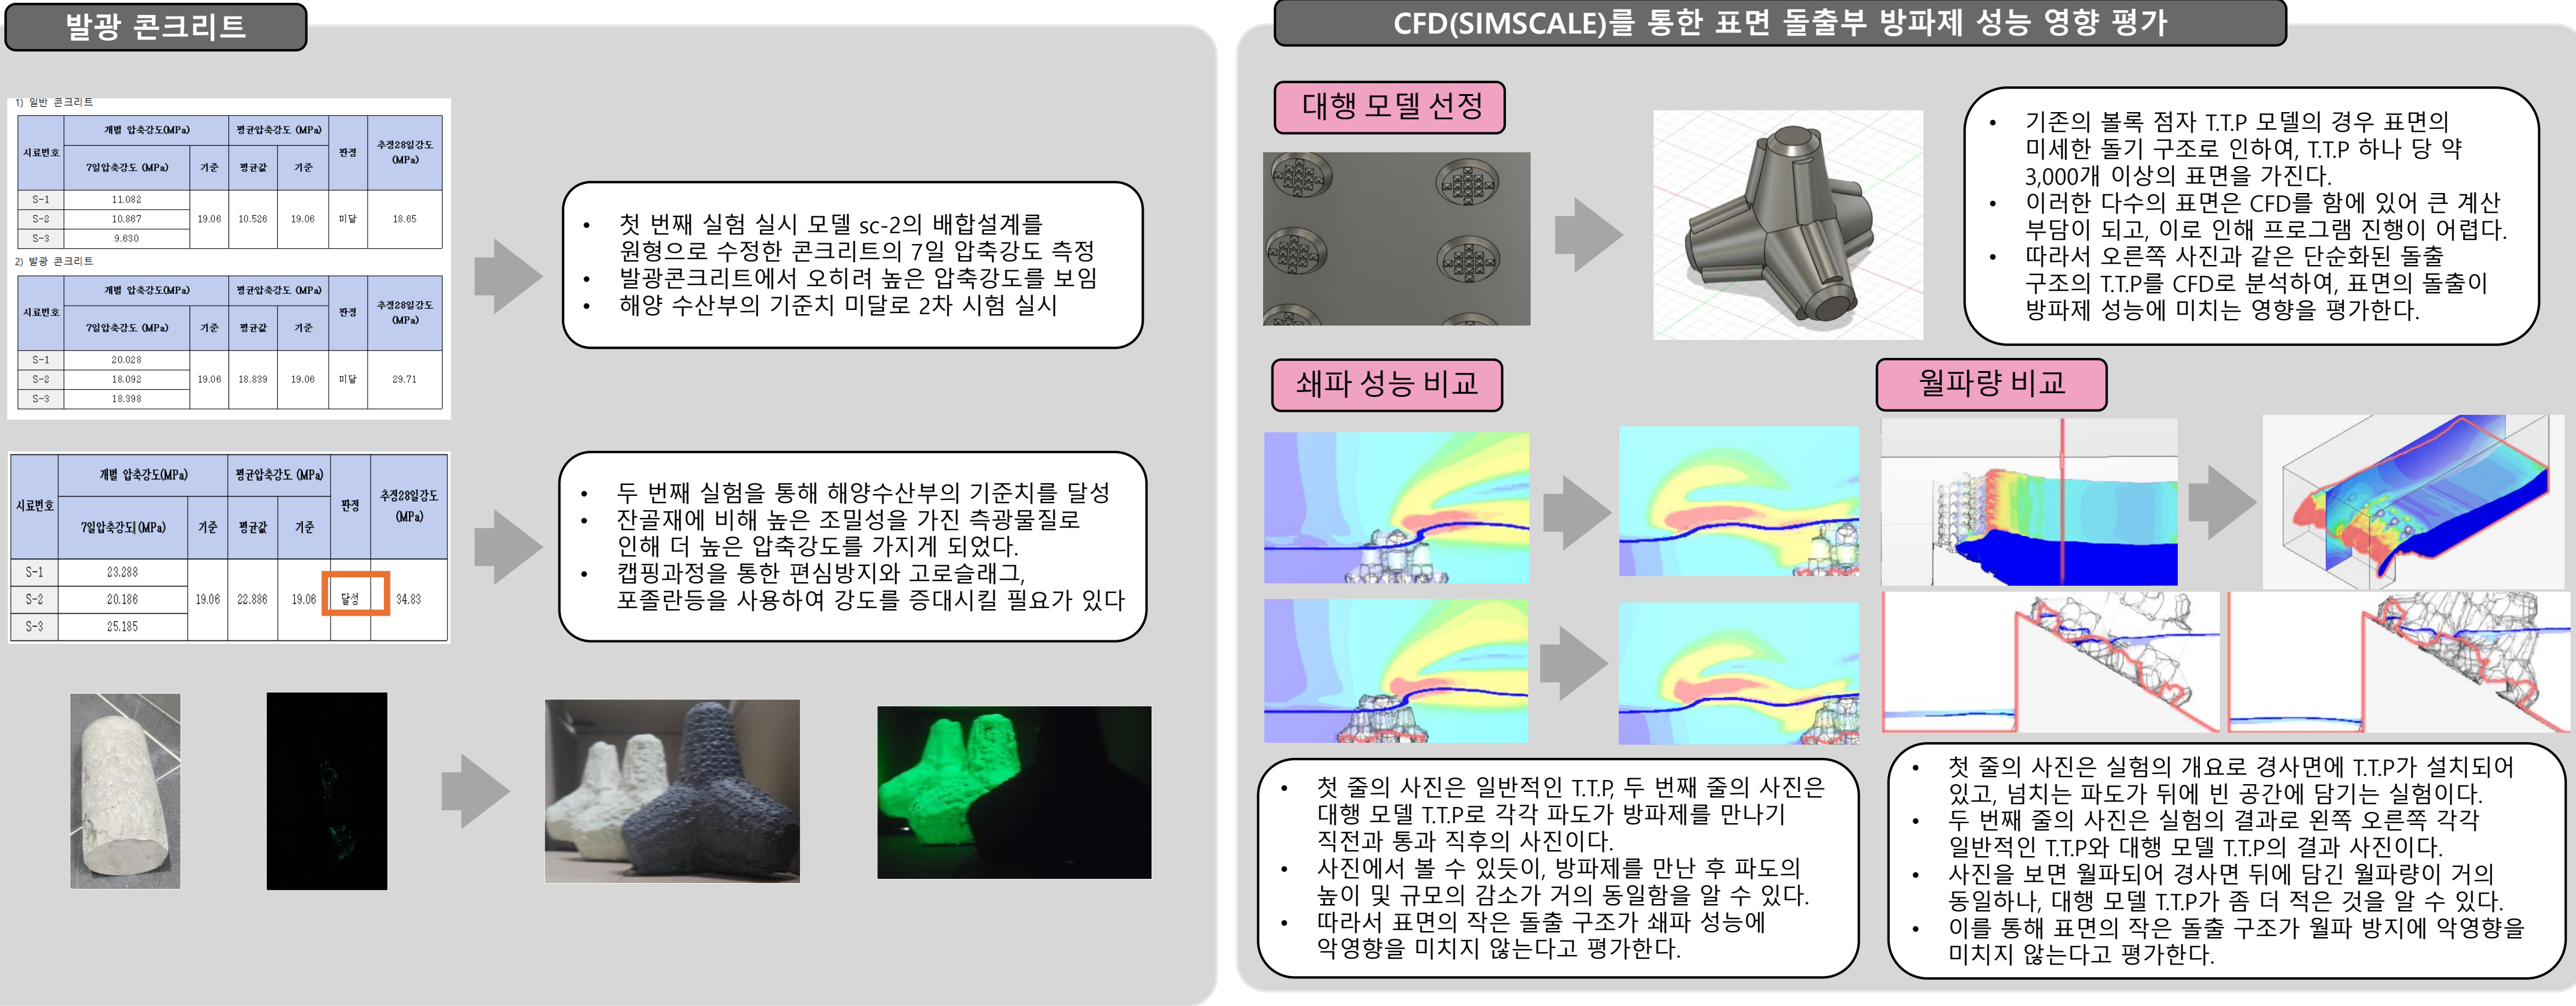 발광 콘크리트
1) 일반 콘크리트
시료번호 개별 압축강도(MPa) 평균압축강도 (MPa) 판정 추정28일강도 (MPa)
7일압축강도 (MPa) 기준 평균값 기준
S-1 11.082
S-2 10.867 19.06 10.526 19.06 미달 18.65
S-3 9.630
2) 발광 콘크리트
시료번호 개별 압축강도(MPa) 평균압축강도 (MPa) 판정 추정28일강도 (MPa)
7일압축강도 (MPa) 기준 평균값 기준
S-1 20.028
S-2 18.092 19.06 18.839 19.06 미달 29.71
S-3 18.398
• 첫 번째 실험 실시 모델 sc-2의 배합설계를
원형으로 수정한 콘크리트의 7일 압축강도 측정
• 발광콘크리트에서 오히려 높은 압축강도를 보임
• 해양 수산부의 기준치 미달로 2차 시험 실시
시료번호 개별 압축강도(MPa) 평균압축강도 (MPa) 판정 추정28일강도 (MPa)
7일압축강도 (MPa) 기준 평균값 기준
S-1 23.288
S-2 20.186 19.06 22.886 19.06 달성 34.83
S-3 25.185
• 두 번째 실험을 통해 해양수산부의 기준치를 달성
• 잔골재에 비해 높은 조밀성을 가진 측광물질로
인해 더 높은 압축강도를 가지게 되었다.
• 캡핑과정을 통한 편심방지와 고로슬래그,
포졸란등을 사용하여 강도를 증대시킬 필요가 있다
CFD(SIMSCALE)를 통한 표면 돌출부 방파제 성능 영향 평가
대행 모델 선정
• 기존의 볼록 점자 T.T.P 모델의 경우 표면의
미세한 돌기 구조로 인하여, T.T.P 하나 당 약
3,000개 이상의 표면을 가진다.
• 이러한 다수의 표면은 CFD를 함에 있어 큰 계산
부담이 되고, 이로 인해 프로그램 진행이 어렵다.
• 따라서 오른쪽 사진과 같은 단순화된 돌출
구조의 T.T.P를 CFD로 분석하여, 표면의 돌출이
방파제 성능에 미치는 영향을 평가한다.
쇄파 성능 비교
• 첫 줄의 사진은 일반적인 T.T.P, 두 번째 줄의 사진은
대행 모델 T.T.P로 각각 파도가 방파제를 만나기
직전과 통과 직후의 사진이다.
• 사진에서 볼 수 있듯이, 방파제를 만난 후 파도의
높이 및 규모의 감소가 거의 동일함을 알 수 있다.
• 따라서 표면의 작은 돌출 구조가 쇄파 성능에
악영향을 미치지 않는다고 평가한다.
월파량 비교
• 첫 줄의 사진은 실험의 개요로 경사면에 T.T.P가 설치되어
있고, 넘치는 파도가 뒤에 빈 공간에 담기는 실험이다.
• 두 번째 줄의 사진은 실험의 결과로 왼쪽 오른쪽 각각
일반적인 T.T.P와 대행 모델 T.T.P의 결과 사진이다.
• 사진을 보면 월파되어 경사면 뒤에 담긴 월파량이 거의
동일하나, 대행 모델 T.T.P가 좀 더 적은 것을 알 수 있다.
• 이를 통해 표면의 작은 돌출 구조가 월파 방지에 악영향을
미치지 않는다고 평가한다.